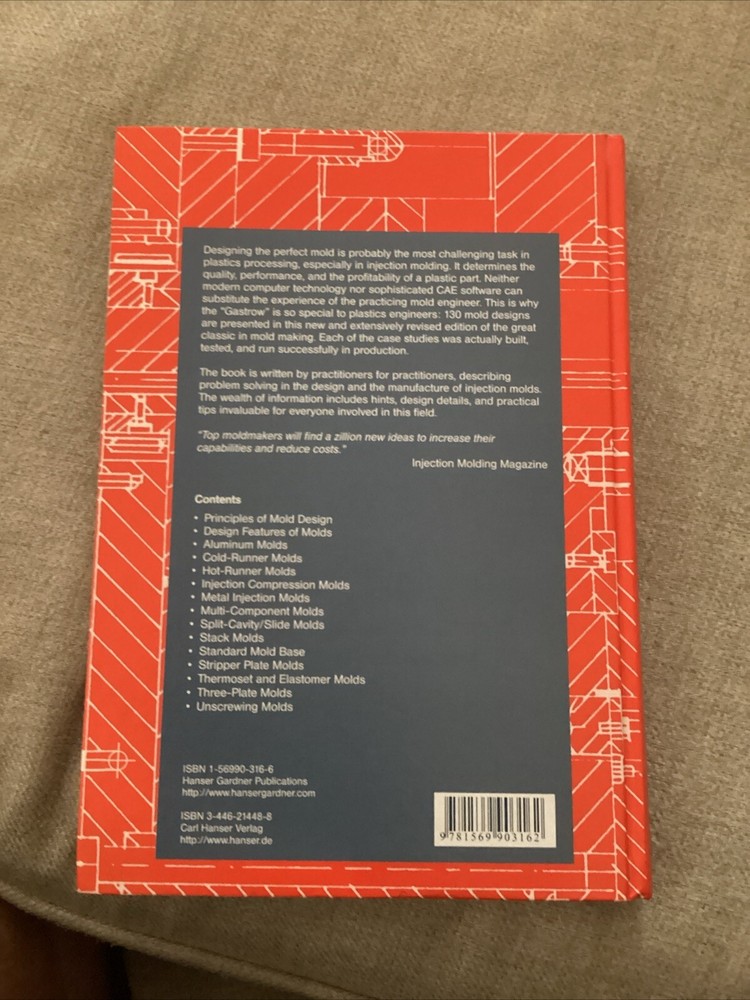 Designing the perfect mold is probably the most challenging task in
plastics processing, especially in injection molding. It determines the
quality, performance, and the profitability of a plastic part. Neither
modern computer technology nor sophisticated CAE software can
substitute the experience of the practicing mold engineer. This is why
the "Gastrow" is so special to plastics engineers: 130 mold designs
are presented in this new and extensively revised edition of the great
classic in mold making. Each of the case studies was actually built,
tested, and run successfully in production.
The book is written by practitioners for practitioners, describing
problem solving in the design and the manufacture of injection molds.
The wealth of information includes hints, design details, and practical
tips invaluable for everyone involved in this field.
"Top moldmakers will find a zillion new ideas to increase their
capabilities and reduce costs."
Injection Molding Magazine
Contents
• Principles of Mold Design
• Design Features of Molds
• Aluminum Molds
• Cold-Runner Molds
• Hot-Runner Molds
• Injection Compression Molds
• Metal Injection Molds
• Multi-Component Molds
• Split-Cavity/Slide Molds
• Stack Molds
• Standard Mold Base
• Stripper Plate Molds
• Thermoset and Elastomer Molds
• Three-Plate Molds
• Unscrewing Molds
ISBN 1-56990-316-6
Hanser Gardner Publications
http://www.hansergardner.com
ISBN 3-446-21448-8
Carl Hanser Verlag
http://www.hanser.de
9 781569 903162